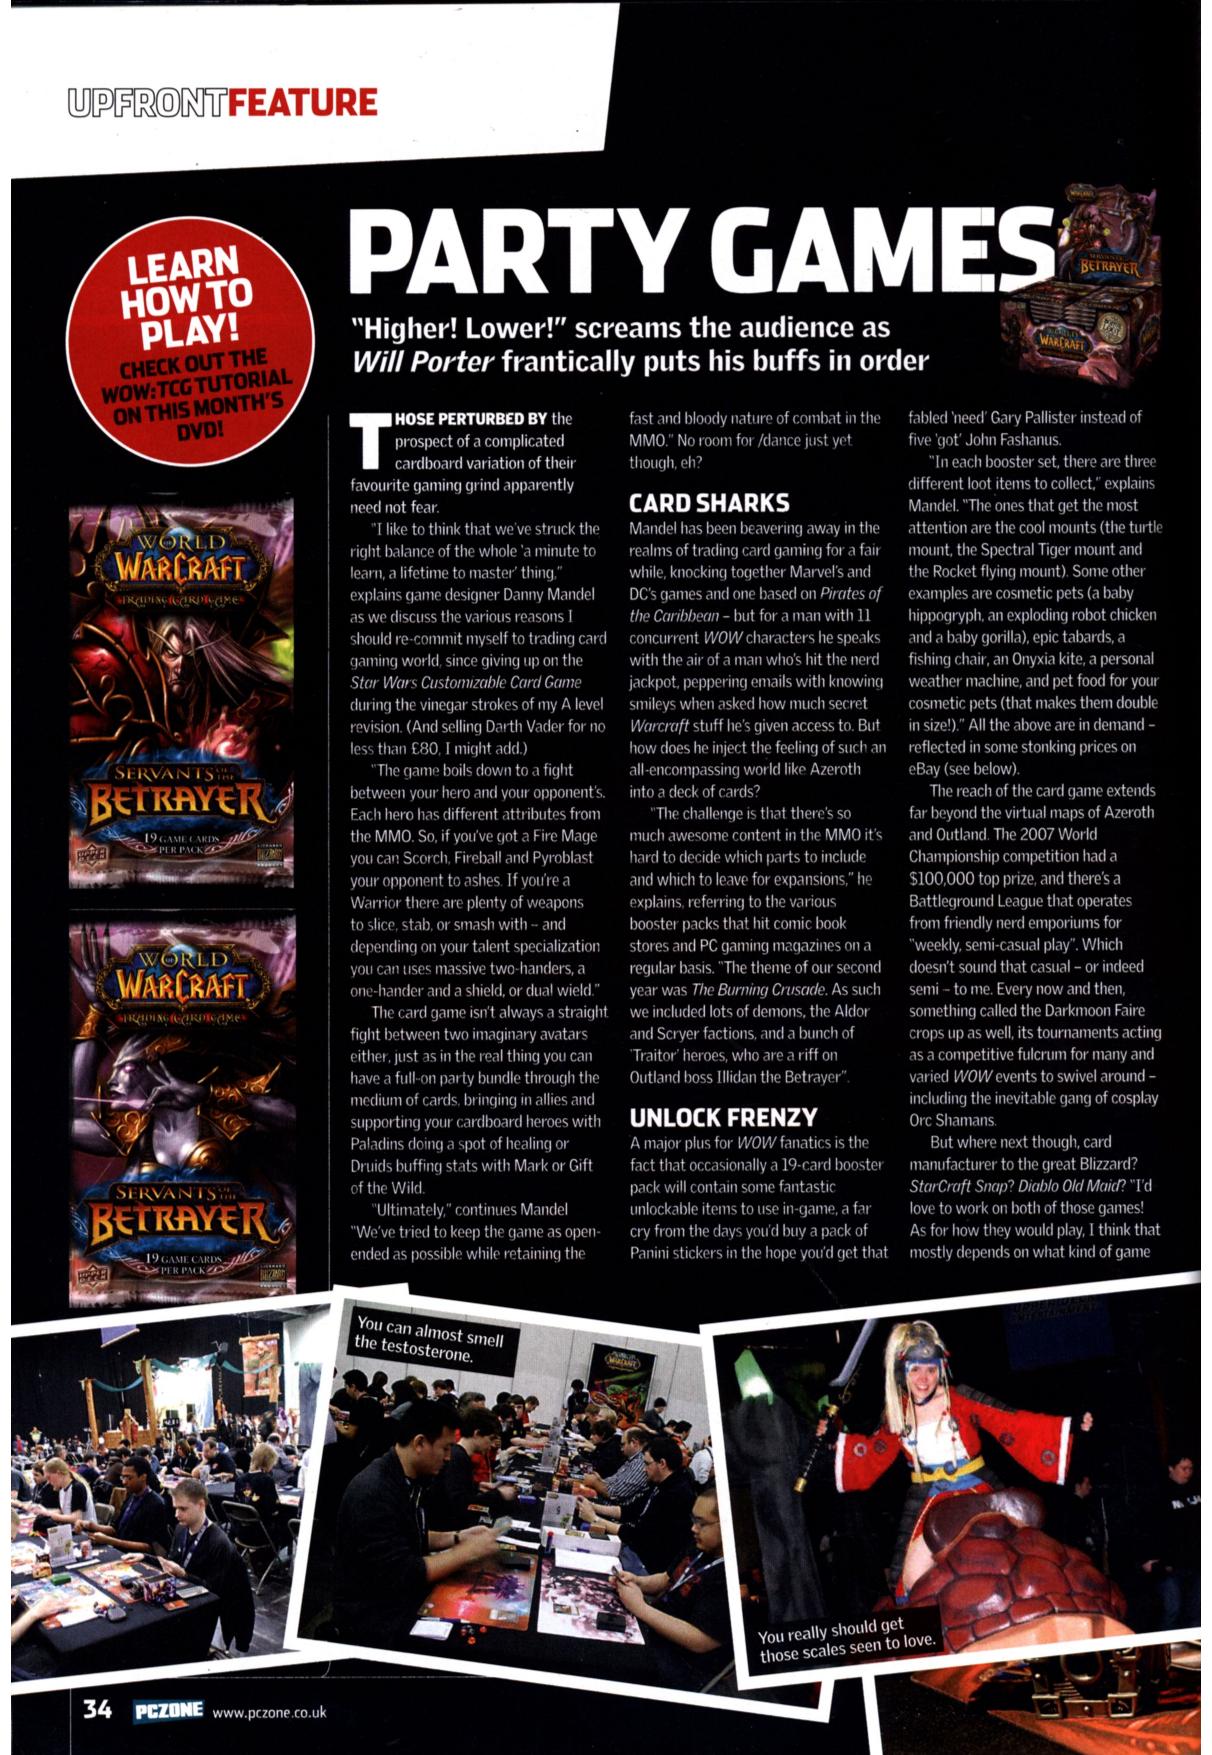 UPFRONTFEATURE
LEARN
HOW TO
PLAY!
CHECK OUT THE
WOW:TCG TUTORIAL
ON THIS MONTH'S
DVD!
PARTY GAMES
"Higher! Lower!" screams the audience as
Will Porter frantically puts his buffs in order
SERVANTS OF THE
BETRAYER
WORLD
WARCRAFT
WORLD
OF
WARCRAFT
TRADING CARD GAME
SERVANTS OF THE
BETRAYER
19 GAME CARDS
PER PACK
WORLD
OF
WARCRAFT
TRADING CARD GAME
SERVANTS OF THE
BETRAYER
19 GAME CARDS
PER PACK
THOSE PERTURBED BY the
prospect of a complicated
cardboard variation of their
favourite gaming grind apparently
need not fear.
"I like to think that we've struck the
right balance of the whole 'a minute to
learn, a lifetime to master' thing,"
explains game designer Danny Mandel
as we discuss the various reasons I
should re-commit myself to trading card
gaming world, since giving up on the
Star Wars Customizable Card Game
during the vinegar strokes of my A level
revision. (And selling Darth Vader for no
less than £80, I might add.)
"The game boils down to a fight
between your hero and your opponent's.
Each hero has different attributes from
the MMO. So, if you've got a Fire Mage
you can Scorch, Fireball and Pyroblast
your opponent to ashes. If you're a
Warrior there are plenty of weapons
to slice, stab, or smash with – and
depending on your talent specialization
you can uses massive two-handers, a
one-hander and a shield, or dual wield."
The card game isn't always a straight
fight between two imaginary avatars
either, just as in the real thing you can
have a full-on party bundle through the
medium of cards, bringing in allies and
supporting your cardboard heroes with
Paladins doing a spot of healing or
Druids buffing stats with Mark or Gift
of the Wild.
"Ultimately," continues Mandel
"We've tried to keep the game as open-
ended as possible while retaining the
fast and bloody nature of combat in the
MMO." No room for /dance just yet
though, eh?
CARD SHARKS
Mandel has been beavering away in the
realms of trading card gaming for a fair
while, knocking together Marvel's and
DC's games and one based on Pirates of
the Caribbean – but for a man with 11
concurrent WOW characters he speaks
with the air of a man who's hit the nerd
jackpot, peppering emails with knowing
smileys when asked how much secret
Warcraft stuff he's given access to. But
how does he inject the feeling of such an
all-encompassing world like Azeroth
into a deck of cards?
"The challenge is that there's so
much awesome content in the MMO it's
hard to decide which parts to include
and which to leave for expansions," he
explains, referring to the various
booster packs that hit comic book
stores and PC gaming magazines on a
regular basis. "The theme of our second
year was The Burning Crusade. As such
we included lots of demons, the Aldor
and Scryer factions, and a bunch of
'Traitor' heroes, who are a riff on
Outland boss Illidan the Betrayer".
UNLOCK FRENZY
A major plus for WOW fanatics is the
fact that occasionally a 19-card booster
pack will contain some fantastic
unlockable items to use in-game, a far
cry from the days you'd buy a pack of
Panini stickers in the hope you'd get that
fabled 'need' Gary Pallister instead of
five 'got' John Fashanus.
"In each booster set, there are three
different loot items to collect," explains
Mandel. "The ones that get the most
attention are the cool mounts (the turtle
mount, the Spectral Tiger mount and
the Rocket flying mount). Some other
examples are cosmetic pets (a baby
hippogryph, an exploding robot chicken
and a baby gorilla), epic tabards, a
fishing chair, an Onyxia kite, a personal
weather machine, and pet food for your
cosmetic pets (that makes them double
in size!)." All the above are in demand –
reflected in some stonking prices on
eBay (see below).
The reach of the card game extends
far beyond the virtual maps of Azeroth
and Outland. The 2007 World
Championship competition had a
$100,000 top prize, and there's a
Battleground League that operates
from friendly nerd emporiums for
"weekly, semi-casual play". Which
doesn't sound that casual – or indeed
semi – to me. Every now and then,
something called the Darkmoon Faire
crops up as well, its tournaments acting
as a competitive fulcrum for many and
varied WOW events to swivel around –
including the inevitable gang of cosplay
Orc Shamans.
But where next though, card
manufacturer to the great Blizzard?
StarCraft Snap? Diablo Old Maid? "I'd
love to work on both of those games!
As for how they would play, I think that
mostly depends on what kind of game
You can almost smell
the testosterone.
WARCRAFT
You really should get
those scales seen to love.
34 PCZONE www.pczone.co.uk